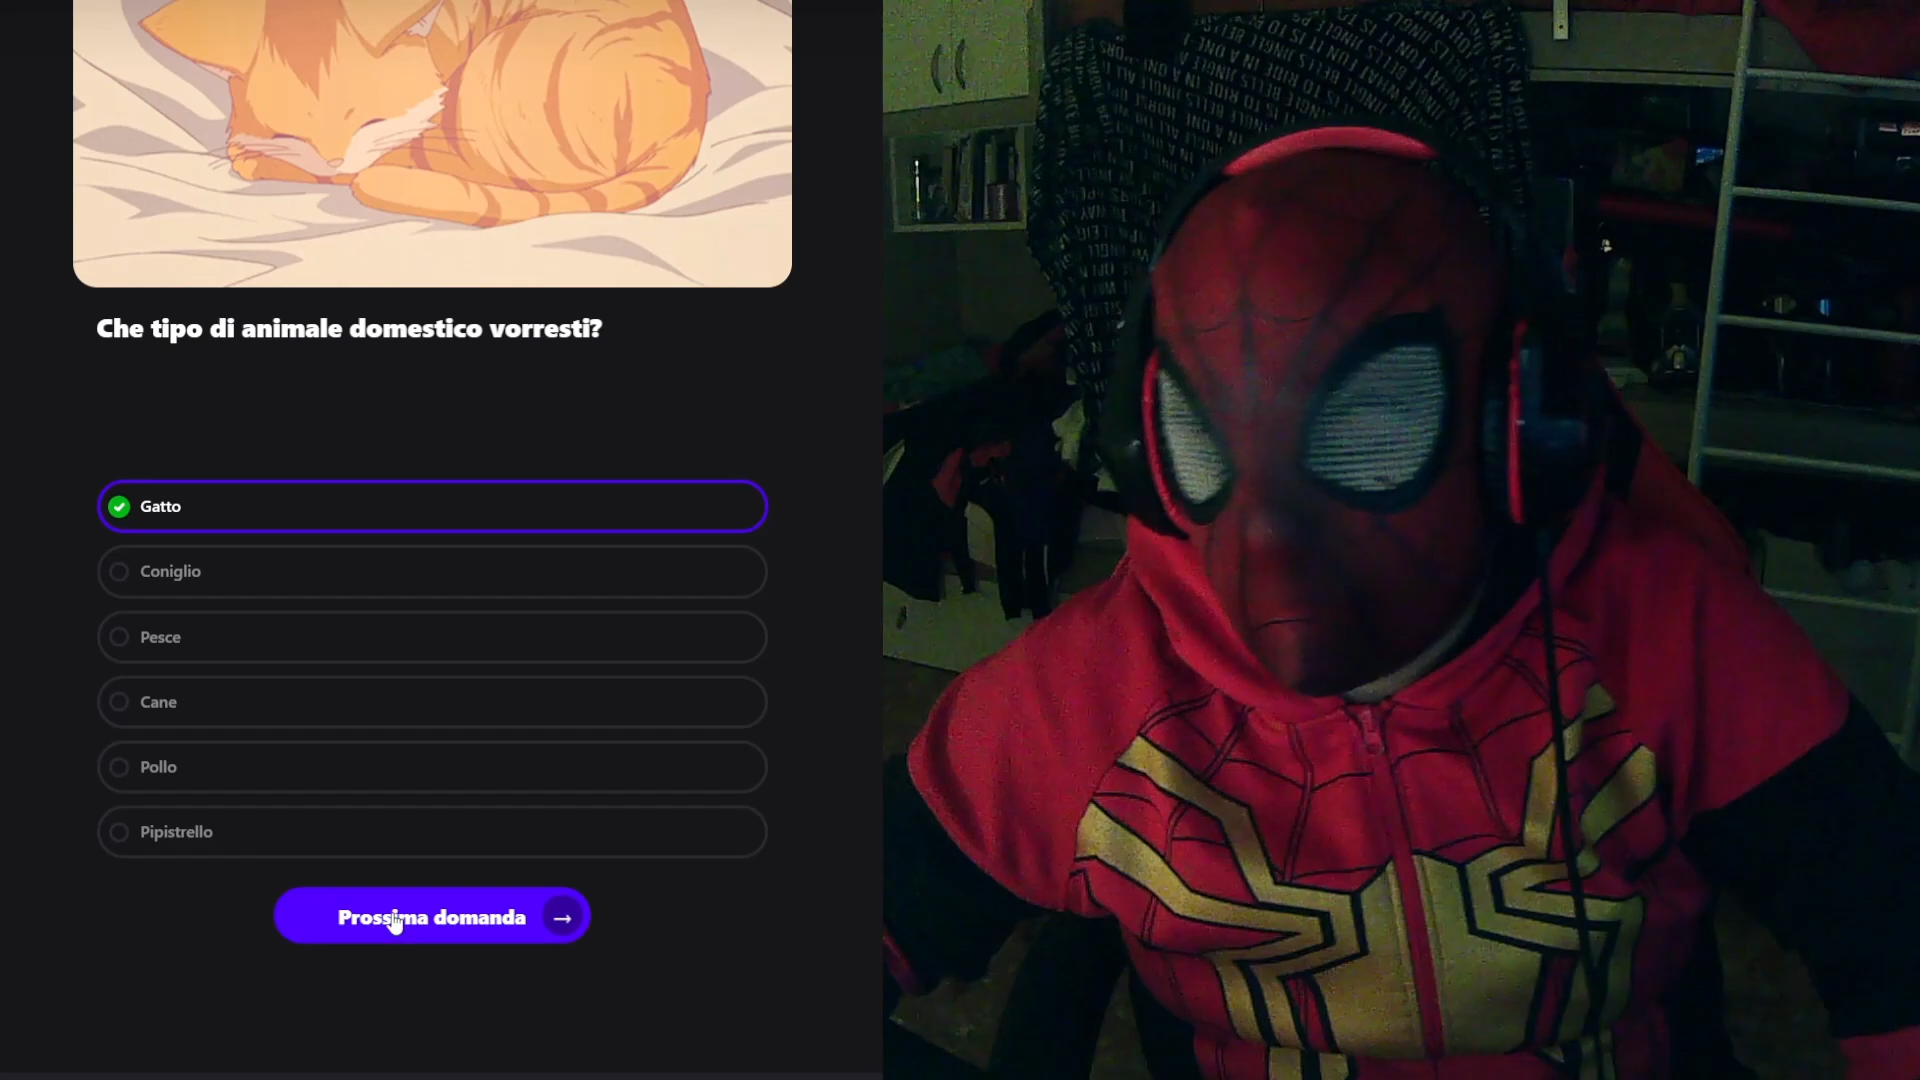 Che tipo di animale domestico vorresti?
Gatto
Coniglio
Pesce
Cane
Pollo
Pipistrello
Prossima domanda